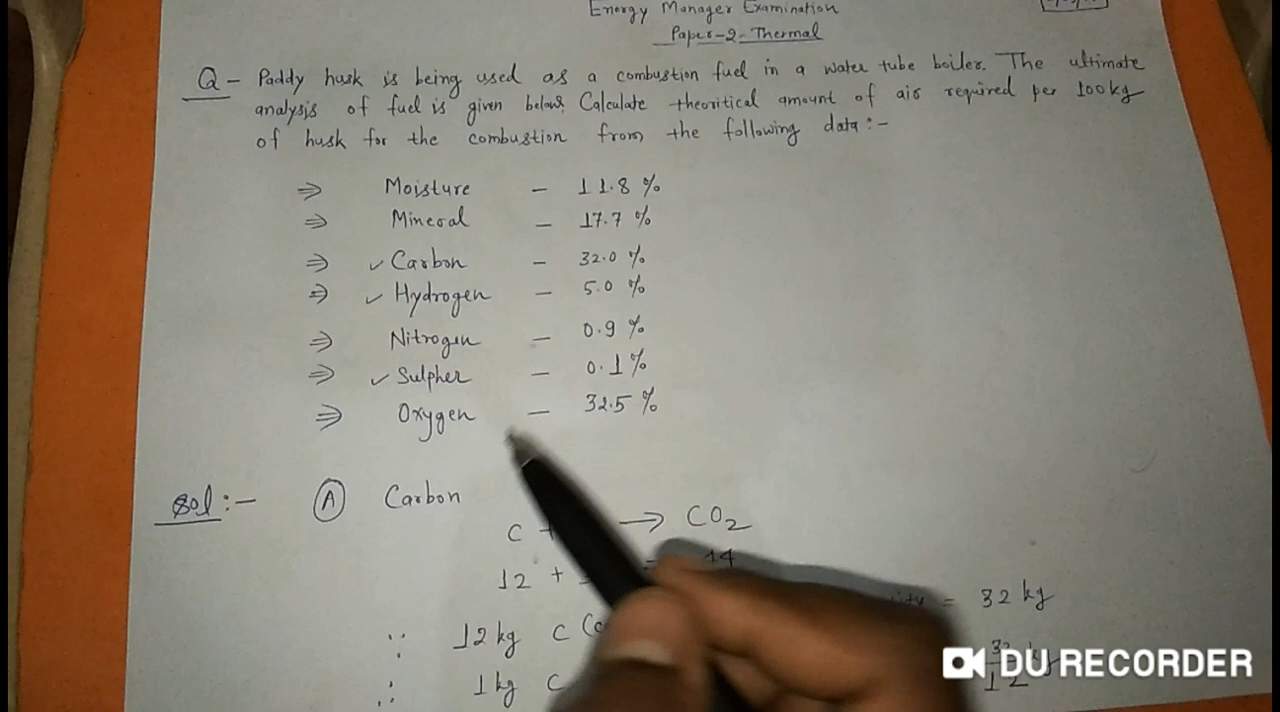 Energy Manager Examination
Paper-2-Thermal
Q - Paddy husk is being used as a combustion fuel in a water tube boiler. The ultimate
analysis of fuel is given below. Calculate theoritical amount of air required per 100kg
of husk for the combustion from the following data:-
⇒ Moisture - 11.8 %
⇒ Mineral - 17.7 %
⇒ ✓ Carbon - 32.0 %
⇒ ✓ Hydrogen - 5.0 %
⇒ Nitrogen - 0.9 %
⇒ ✓ Sulpher - 0.1 %
⇒ Oxygen - 32.5 %
Sol:- (A) Carbon
C + → CO2
12 + = 44
∵ 12 kg C = 32 kg
∴ 1 kg C 12
DU RECORDER